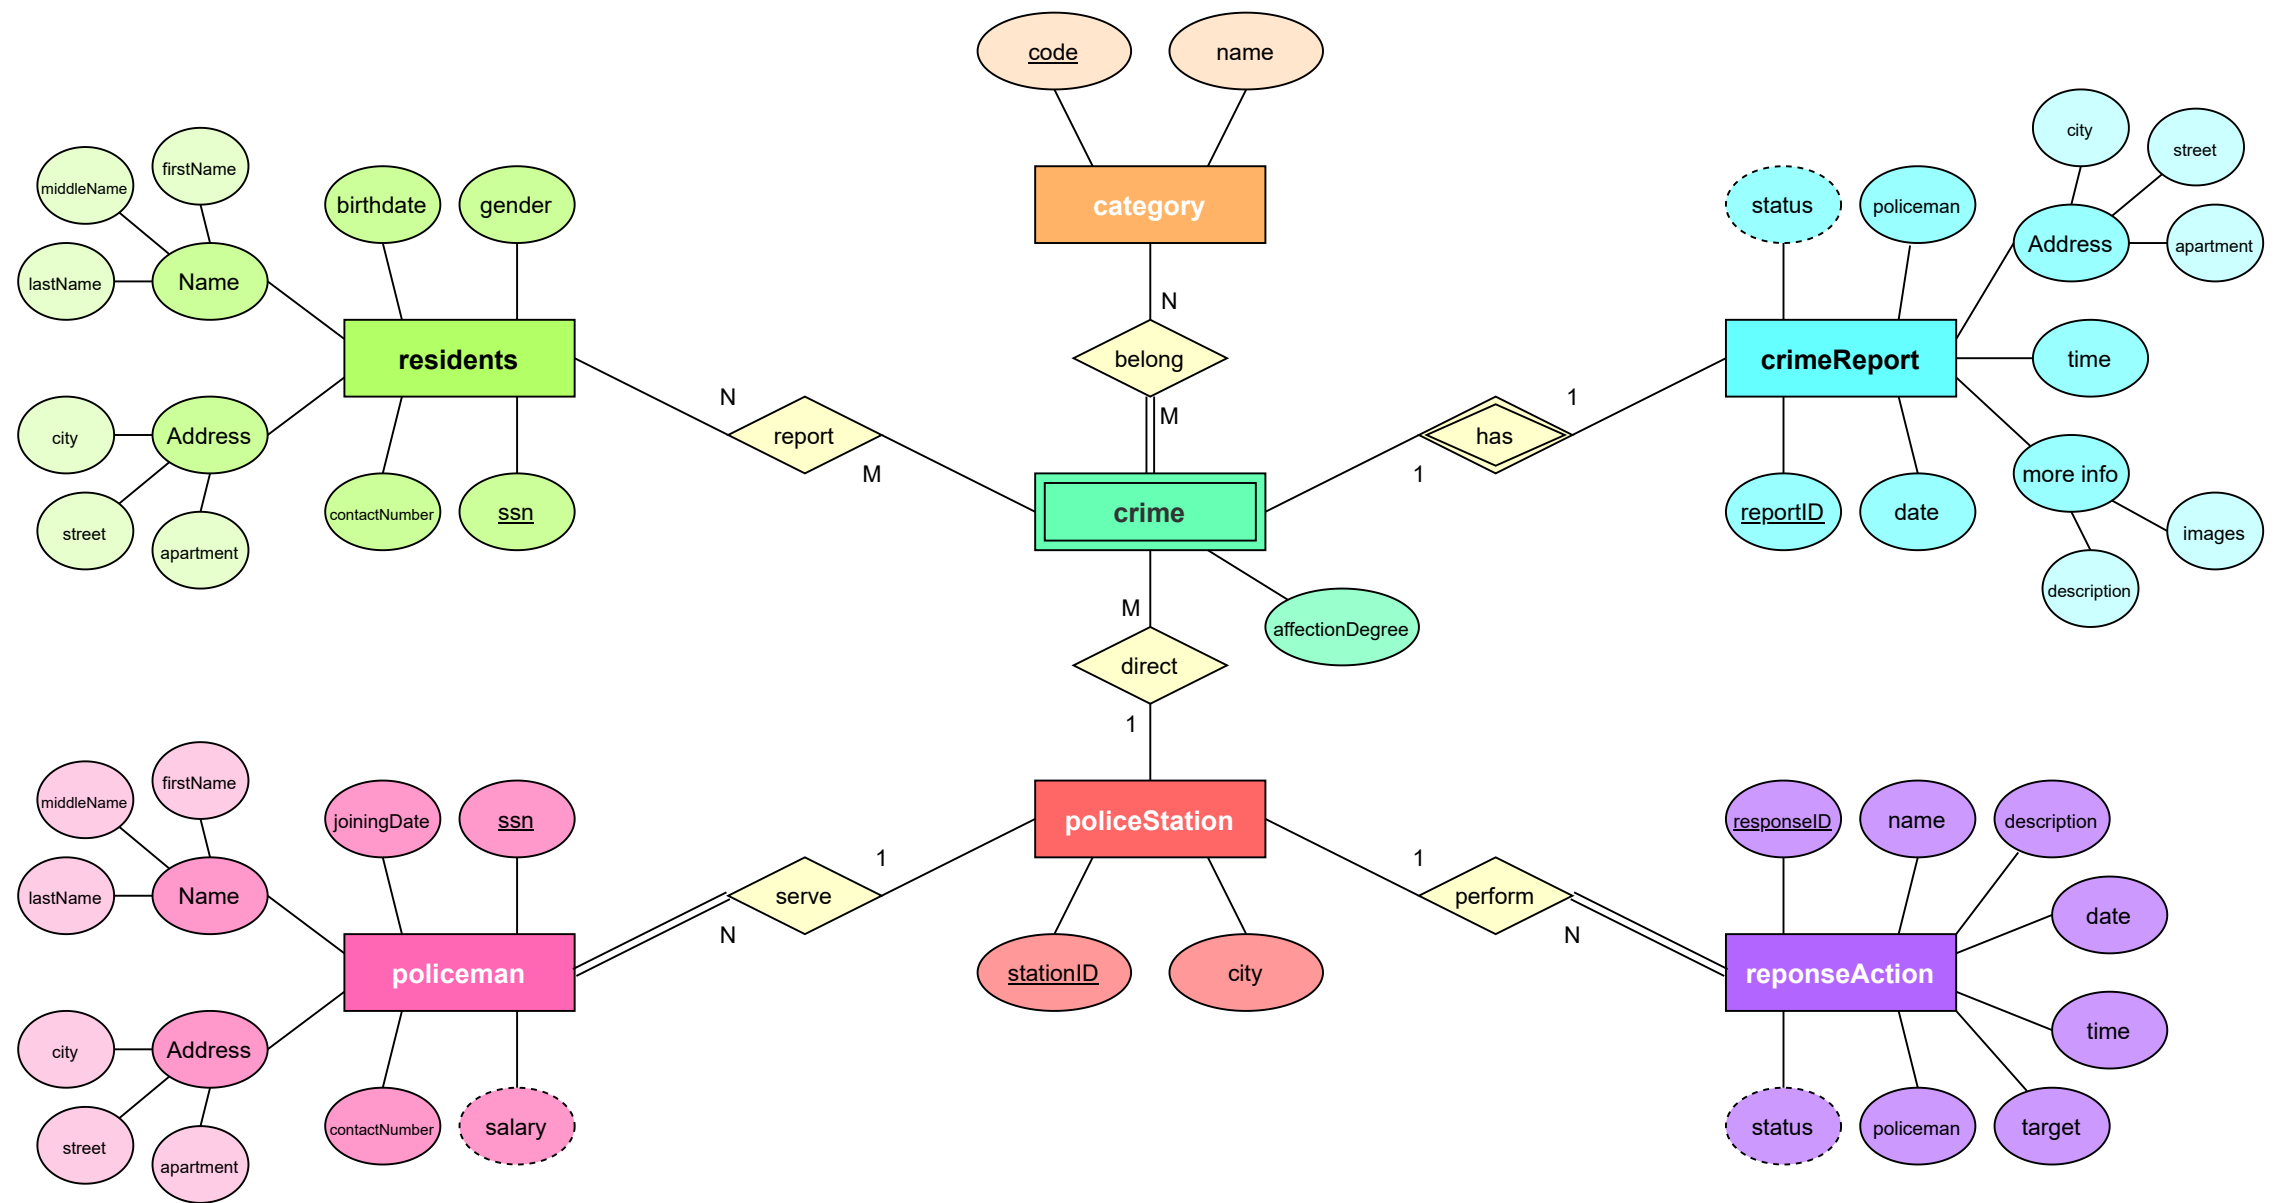 code
name
firstName
middleName
lastName
Name
birthdate
gender
residents
city
Address
street
apartment
contactNumber
ssn
category
N
belong
M
N
report
M
crime
affectionDegree
1
has
1
status
policeman
city
street
Address
apartment
crimeReport
time
reportID
date
more info
images
description
M
direct
1
policeStation
stationID
city
firstName
middleName
lastName
Name
joiningDate
ssn
policeman
city
Address
street
apartment
contactNumber
salary
1
serve
N
1
perform
N
responseID
name
description
date
reponseAction
time
status
policeman
target